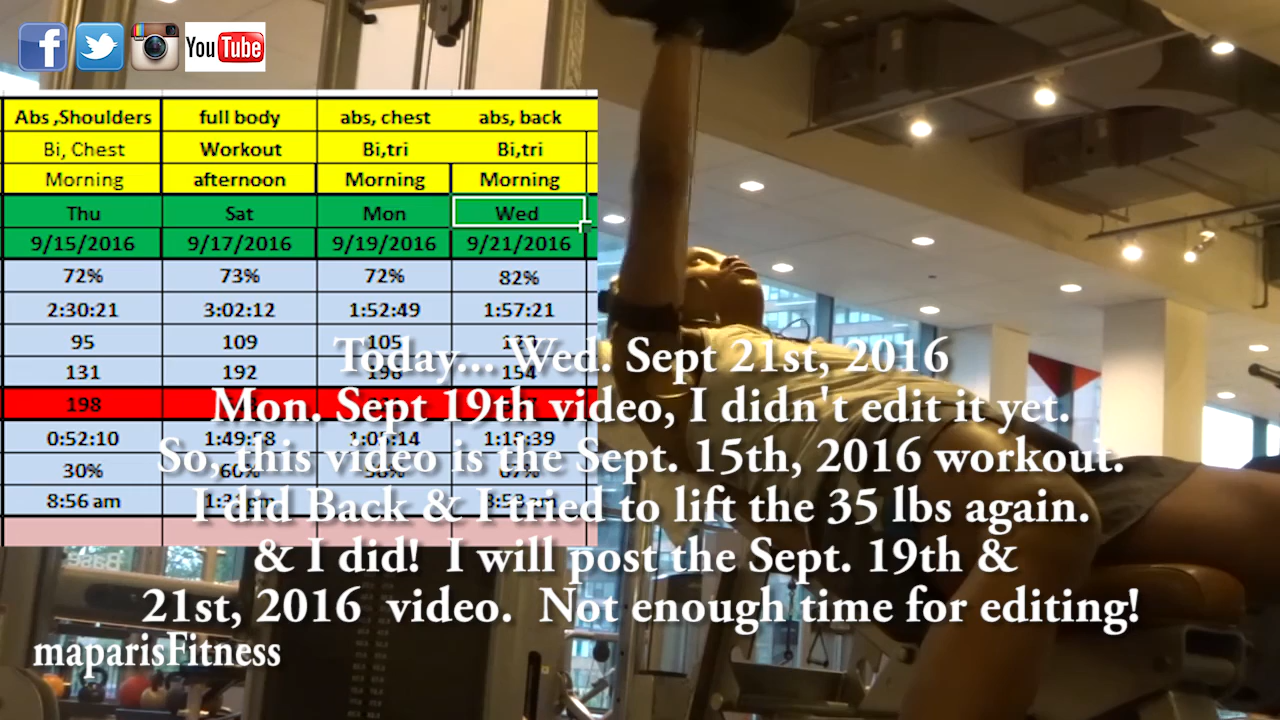 f
You Tube
Abs ,Shoulders full body abs, chest abs, back
Bi, Chest Workout Bi,tri Bi,tri
Morning afternoon Morning Morning
Thu Sat Mon Wed
9/15/2016 9/17/2016 9/19/2016 9/21/2016
72% 73% 72% 82%
2:30:21 3:02:12 1:52:49 1:57:21
95 109 105
131 192 154
198
0:52:10
30%
8:56 am
Today... Wed. Sept 21st, 2016
Mon. Sept 19th video, I didn't edit it yet.
So, this video is the Sept. 15th, 2016 workout.
I did Back & I tried to lift the 35 lbs again.
& I did! I will post the Sept. 19th &
21st, 2016 video. Not enough time for editing!
maparisFitness